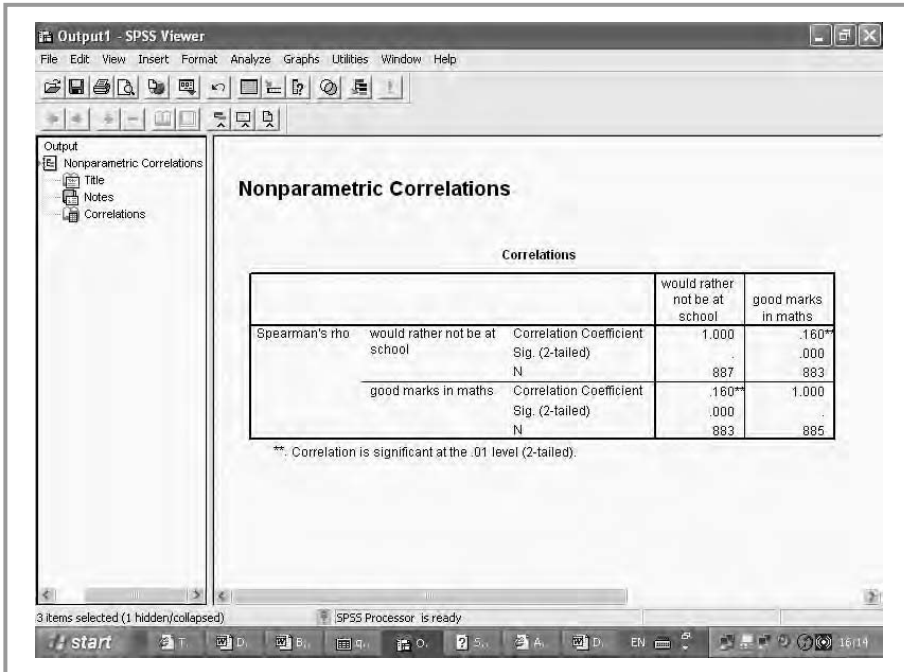 Output1 - SPSS Viewer
File Edit View Insert Format Analyze Graphs Utilities Window Help
Output
Nonparametric Correlations
Title
Notes
Correlations
Nonparametric Correlations
Correlations
would rather not be at school good marks in maths
Spearman's rho would rather not be at school Correlation Coefficient 1.000 .160**
Sig. (2-tailed) . .000
N 887 883
good marks in maths Correlation Coefficient .160** 1.000
Sig. (2-tailed) .000 .
N 883 885
**. Correlation is significant at the .01 level (2-tailed).
3 items selected (1 hidden/collapsed) SPSS Processor is ready
start T. D. B. q. O. S. A. D. EN 16:14